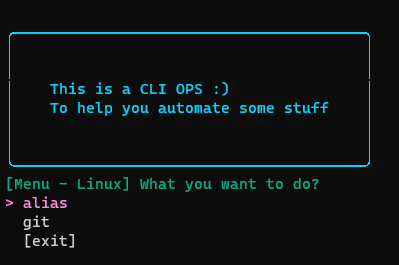 This is a CLI OPS :)
To help you automate some stuff
[Menu - Linux] What you want to do?
> alias
git
[exit]